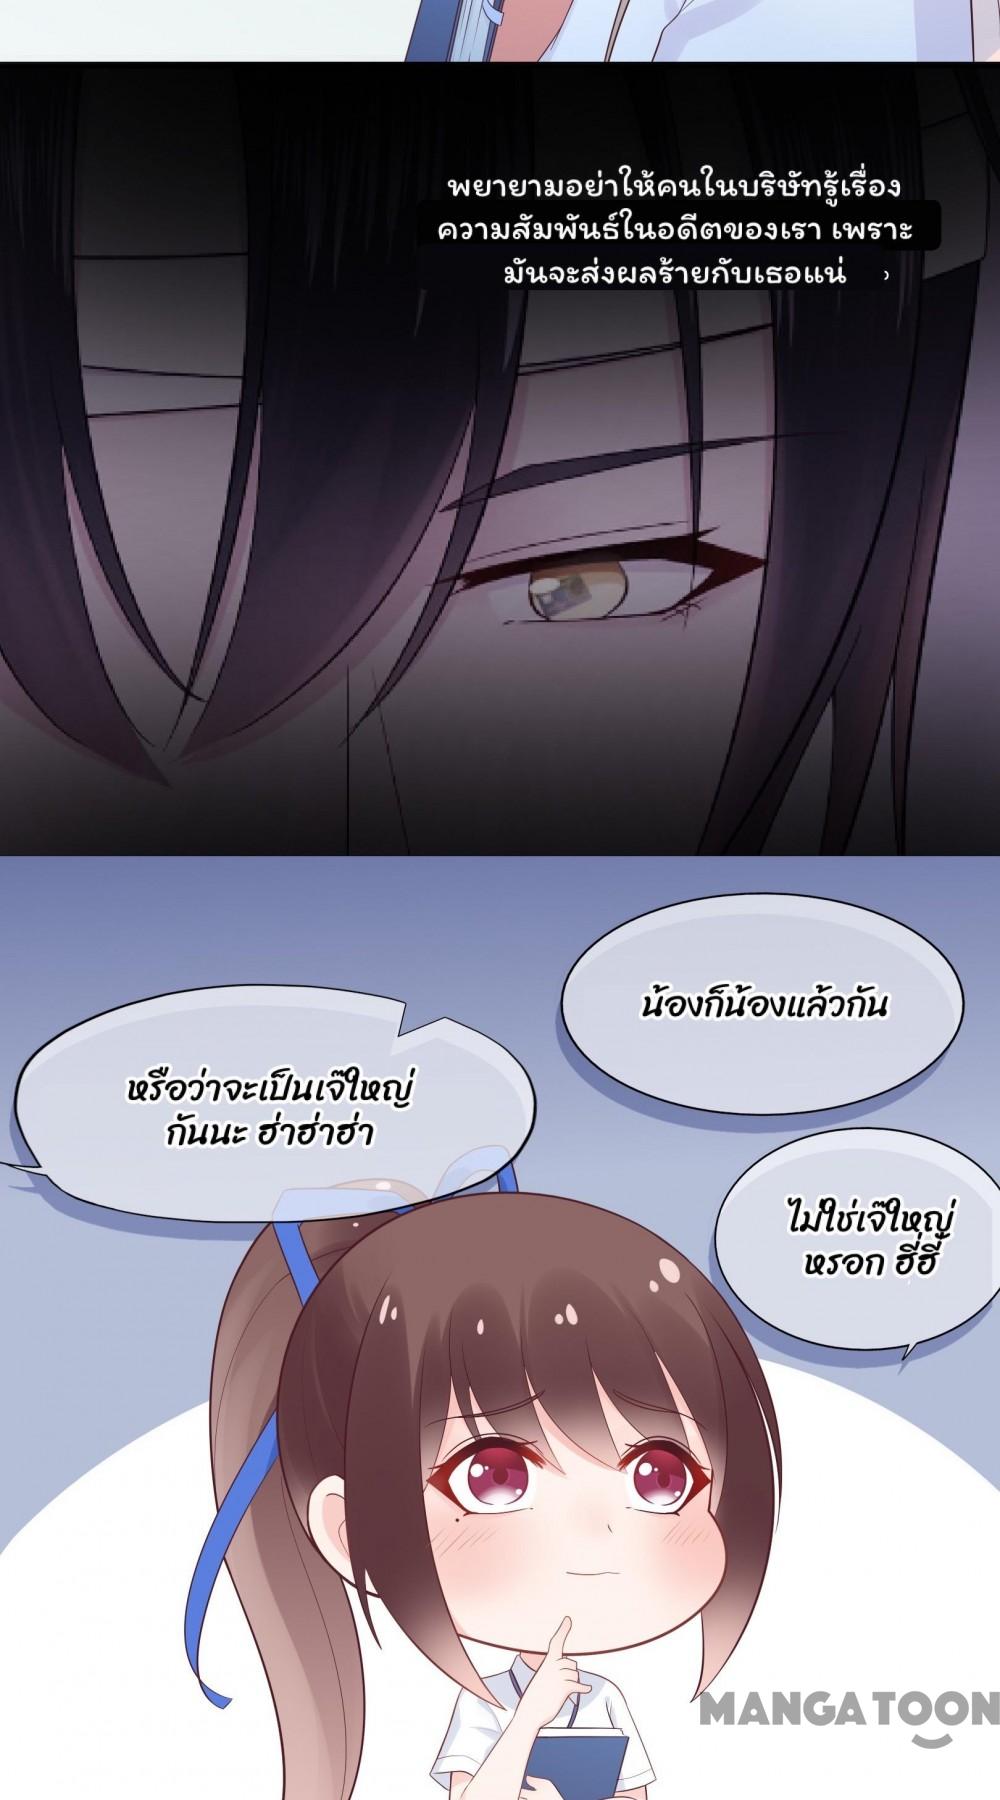 พยายามอย่าให้คนในบริษัทรู้เรื่อง
ความสัมพันธ์ในอดีตของเรา เพราะ
มันจะส่งผลร้ายกับเธอแน่
น้องก็น้องแล้วกัน
หรือว่าจะเป็นเจ๊ใหญ่
กันนะ ฮ่าฮ่าฮ่า
ไม่ใช่เจ๊ใหญ่
หรอก ฮี่ฮี่
MANGATOON